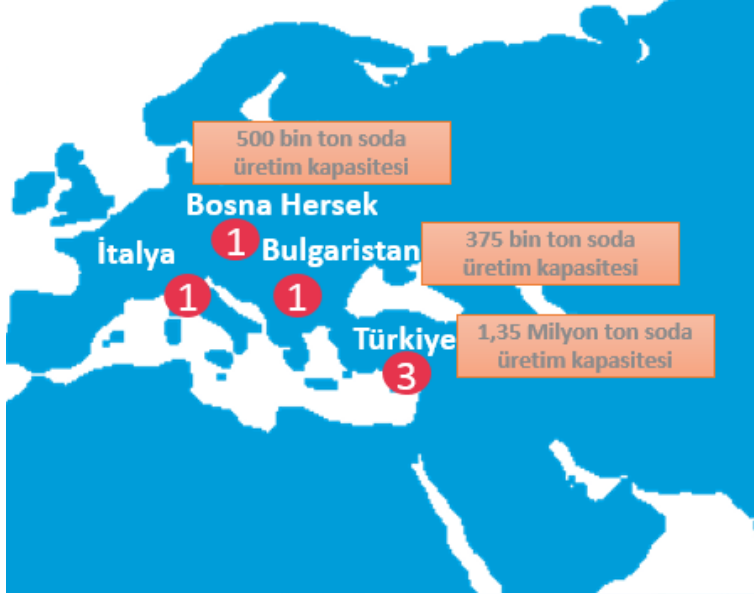 500 bin ton soda
üretim kapasitesi
Bosna Hersek
1
İtalya
1
Bulgaristan
1
375 bin ton soda
üretim kapasitesi
Türkiye
3
1,35 Milyon ton soda
üretim kapasitesi